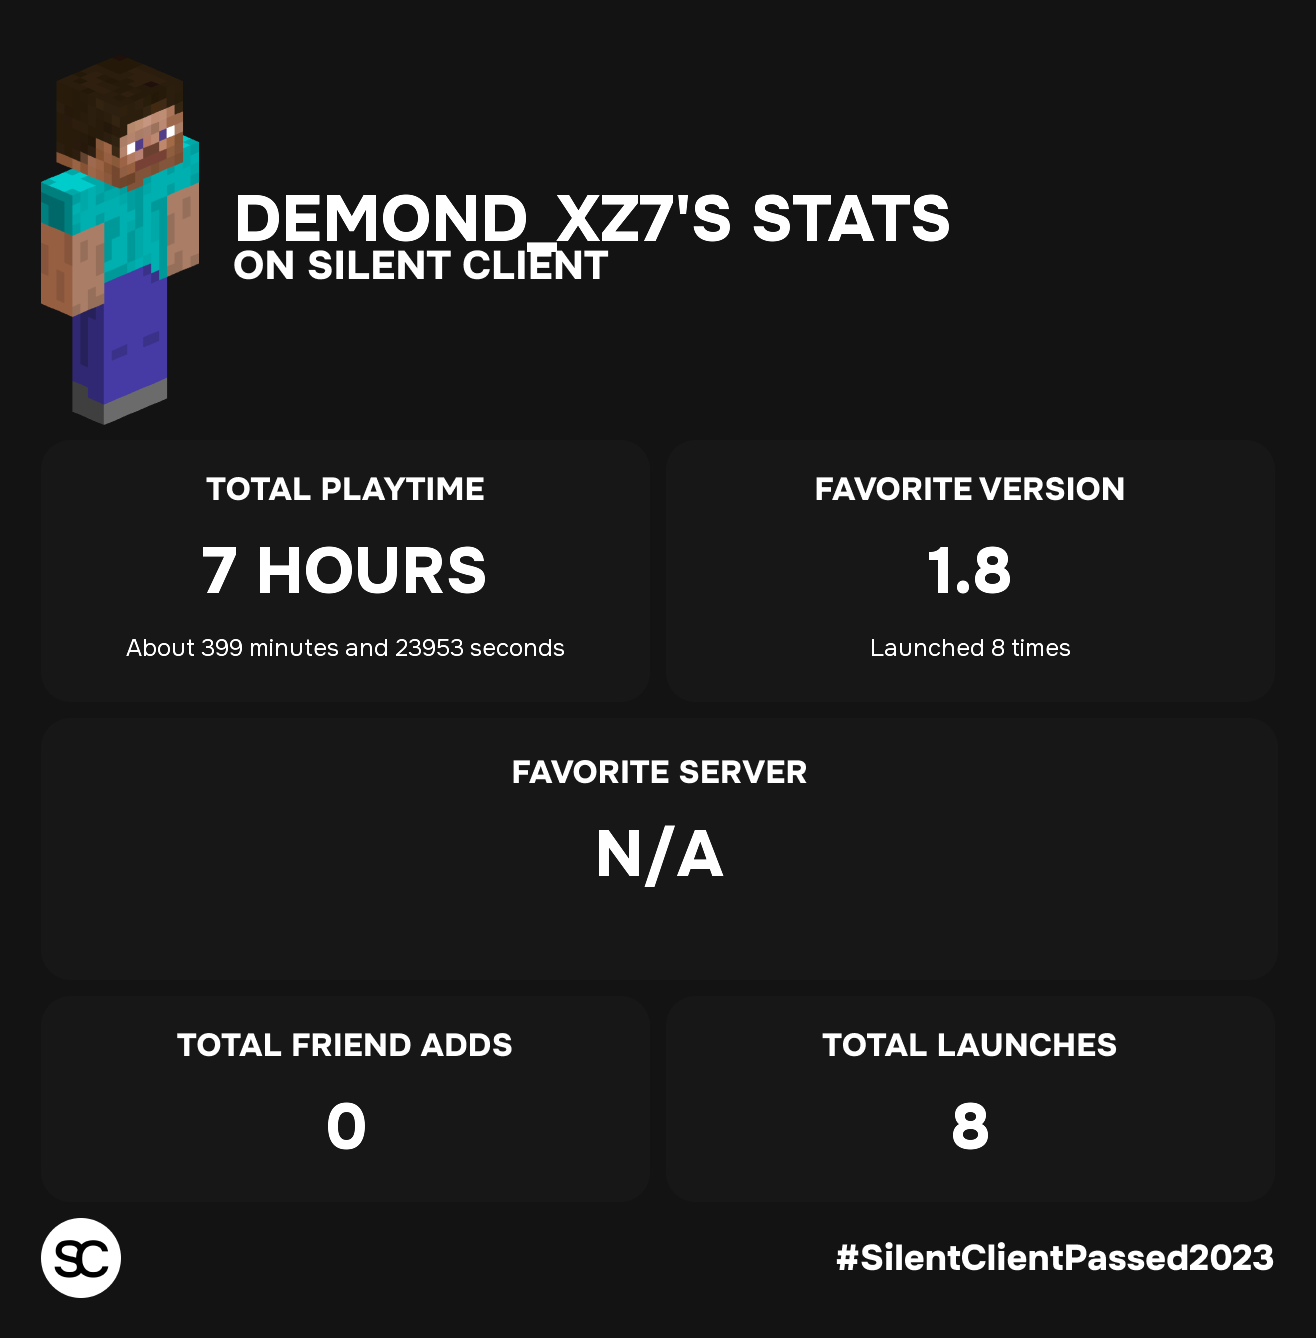 DEMOND_XZ7'S STATS
ON SILENT CLIENT
TOTAL PLAYTIME
7 HOURS
About 399 minutes and 23953 seconds
FAVORITE VERSION
1.8
Launched 8 times
FAVORITE SERVER
N/A
TOTAL FRIEND ADDS
0
TOTAL LAUNCHES
8
SC
#SilentClientPassed2023